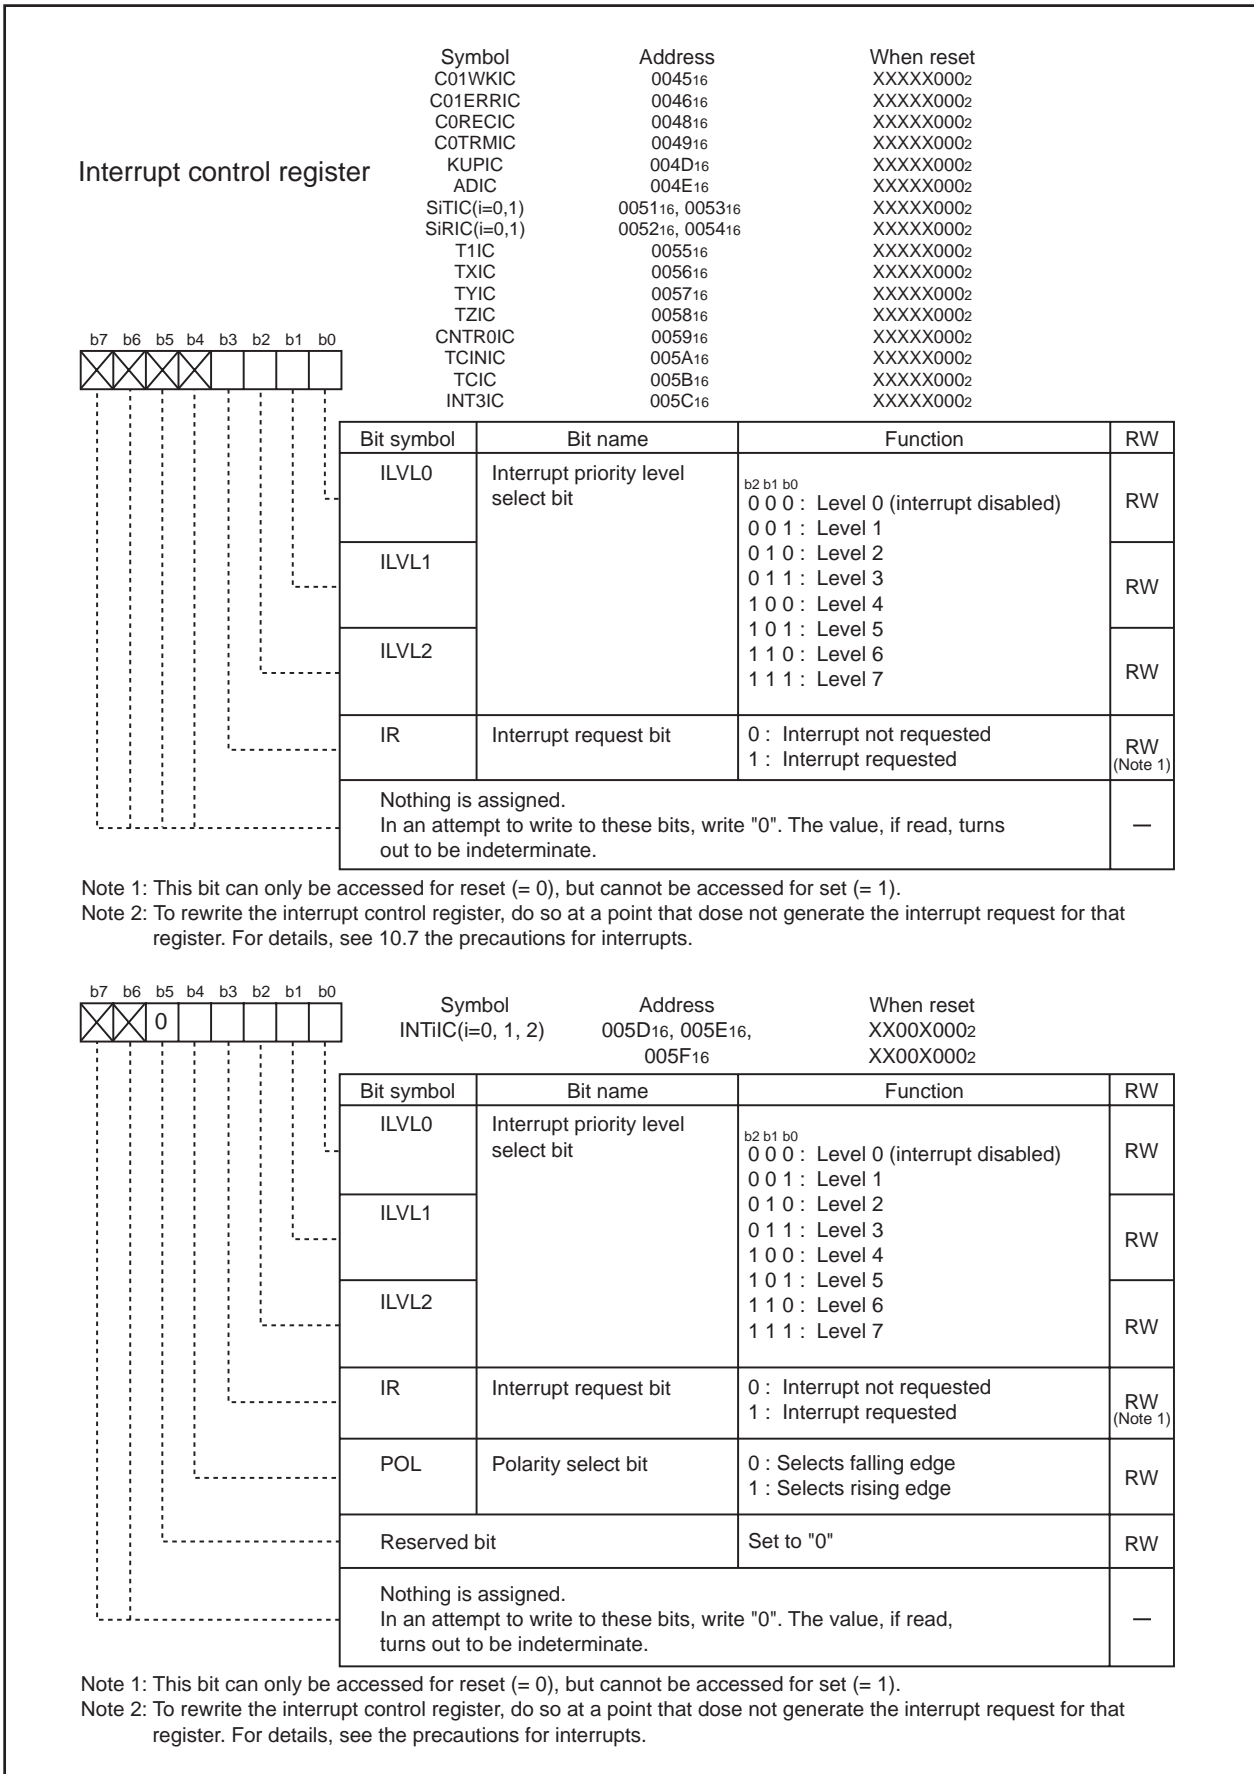 Symbol Address When reset
C01WKIC 004516 XXXXX0002
C01ERRIC 004616 XXXXX0002
C0RECIC 004816 XXXXX0002
C0TRMIC 004916 XXXXX0002
Interrupt control register
KUPIC 004D16 XXXXX0002
ADIC 004E16 XXXXX0002
SiTIC(i=0,1) 005116, 005316 XXXXX0002
SiRIC(i=0,1) 005216, 005416 XXXXX0002
T1IC 005516 XXXXX0002
TXIC 005616 XXXXX0002
TYIC 005716 XXXXX0002
TZIC 005816 XXXXX0002
CNTR0IC 005916 XXXXX0002
TCINIC 005A16 XXXXX0002
TCIC 005B16 XXXXX0002
INT3IC 005C16 XXXXX0002
b7 b6 b5 b4 b3 b2 b1 b0
Bit symbol Bit name Function RW
ILVL0 Interrupt priority level
select bit
b2 b1 b0
0 0 0 : Level 0 (interrupt disabled) RW
0 0 1 : Level 1
ILVL1 0 1 0 : Level 2
0 1 1 : Level 3 RW
1 0 0 : Level 4
1 0 1 : Level 5
ILVL2 1 1 0 : Level 6
1 1 1 : Level 7 RW
IR Interrupt request bit 0 : Interrupt not requested
1 : Interrupt requested
RW
(Note 1)
Nothing is assigned.
In an attempt to write to these bits, write "0". The value, if read, turns
out to be indeterminate.
—
Note 1: This bit can only be accessed for reset (= 0), but cannot be accessed for set (= 1).
Note 2: To rewrite the interrupt control register, do so at a point that dose not generate the interrupt request for that
register. For details, see 10.7 the precautions for interrupts.
b7 b6 b5 b4 b3 b2 b1 b0
0
Symbol Address When reset
INTiIC(i=0, 1, 2) 005D16, 005E16, XX00X0002
005F16 XX00X0002
Bit symbol Bit name Function RW
ILVL0 Interrupt priority level
select bit
b2 b1 b0
0 0 0 : Level 0 (interrupt disabled) RW
0 0 1 : Level 1
ILVL1 0 1 0 : Level 2
0 1 1 : Level 3 RW
1 0 0 : Level 4
1 0 1 : Level 5
ILVL2 1 1 0 : Level 6
1 1 1 : Level 7 RW
IR Interrupt request bit 0 : Interrupt not requested
1 : Interrupt requested
RW
(Note 1)
POL Polarity select bit 0 : Selects falling edge
1 : Selects rising edge
RW
Reserved bit Set to "0" RW
Nothing is assigned.
In an attempt to write to these bits, write "0". The value, if read,
turns out to be indeterminate.
—
Note 1: This bit can only be accessed for reset (= 0), but cannot be accessed for set (= 1).
Note 2: To rewrite the interrupt control register, do so at a point that dose not generate the interrupt request for that
register. For details, see the precautions for interrupts.